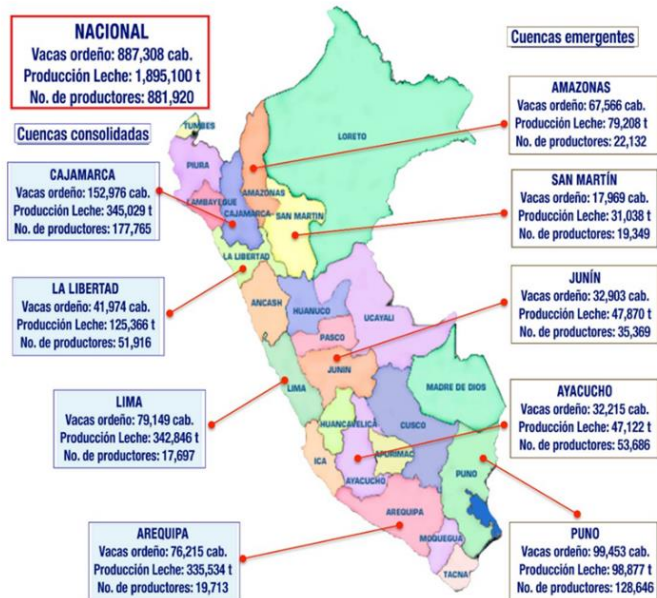 NACIONAL
Vacas ordeño: 887,308 cab.
Producción Leche: 1,895,100 t
No. de productores: 881,920
Cuencas consolidadas
CAJAMARCA
Vacas ordeño: 152,976 cab.
Producción Leche: 345,029 t
No. de productores: 177,765
LA LIBERTAD
Vacas ordeño: 41,974 cab.
Producción Leche: 125,366 t
No. de productores: 51,916
LIMA
Vacas ordeño: 79,149 cab.
Producción Leche: 342,846 t
No. de productores: 17,697
AREQUIPA
Vacas ordeño: 76,215 cab.
Producción Leche: 335,534 t
No. de productores: 19,713
TUMBES
PIURA
LAMBAYEGUE
CAJAMARCA
AMAZONAS
LORETO
SAN MARTIN
LA LIBERTAD
ANCASH
HUANUCO
UCAYALI
PASCO
JUNIN
LIMA
MADRE DE DIOS
HUANCAVELICA
CUSCO
ICA
AYACUCHO
APURIMAC
PUNO
AREQUIPA
MOQUEGUA
TACNA
Cuencas emergentes
AMAZONAS
Vacas ordeño: 67,566 cab.
Producción Leche: 79,208 t
No. de productores: 22,132
SAN MARTÍN
Vacas ordeño: 17,969 cab.
Producción Leche: 31,038 t
No. de productores: 19,349
JUNÍN
Vacas ordeño: 32,903 cab.
Producción Leche: 47,870 t
No. de productores: 35,369
AYACUCHO
Vacas ordeño: 32,215 cab.
Producción Leche: 47,122 t
No. de productores: 53,686
PUNO
Vacas ordeño: 99,453 cab.
Producción Leche: 98,877 t
No. de productores: 128,646